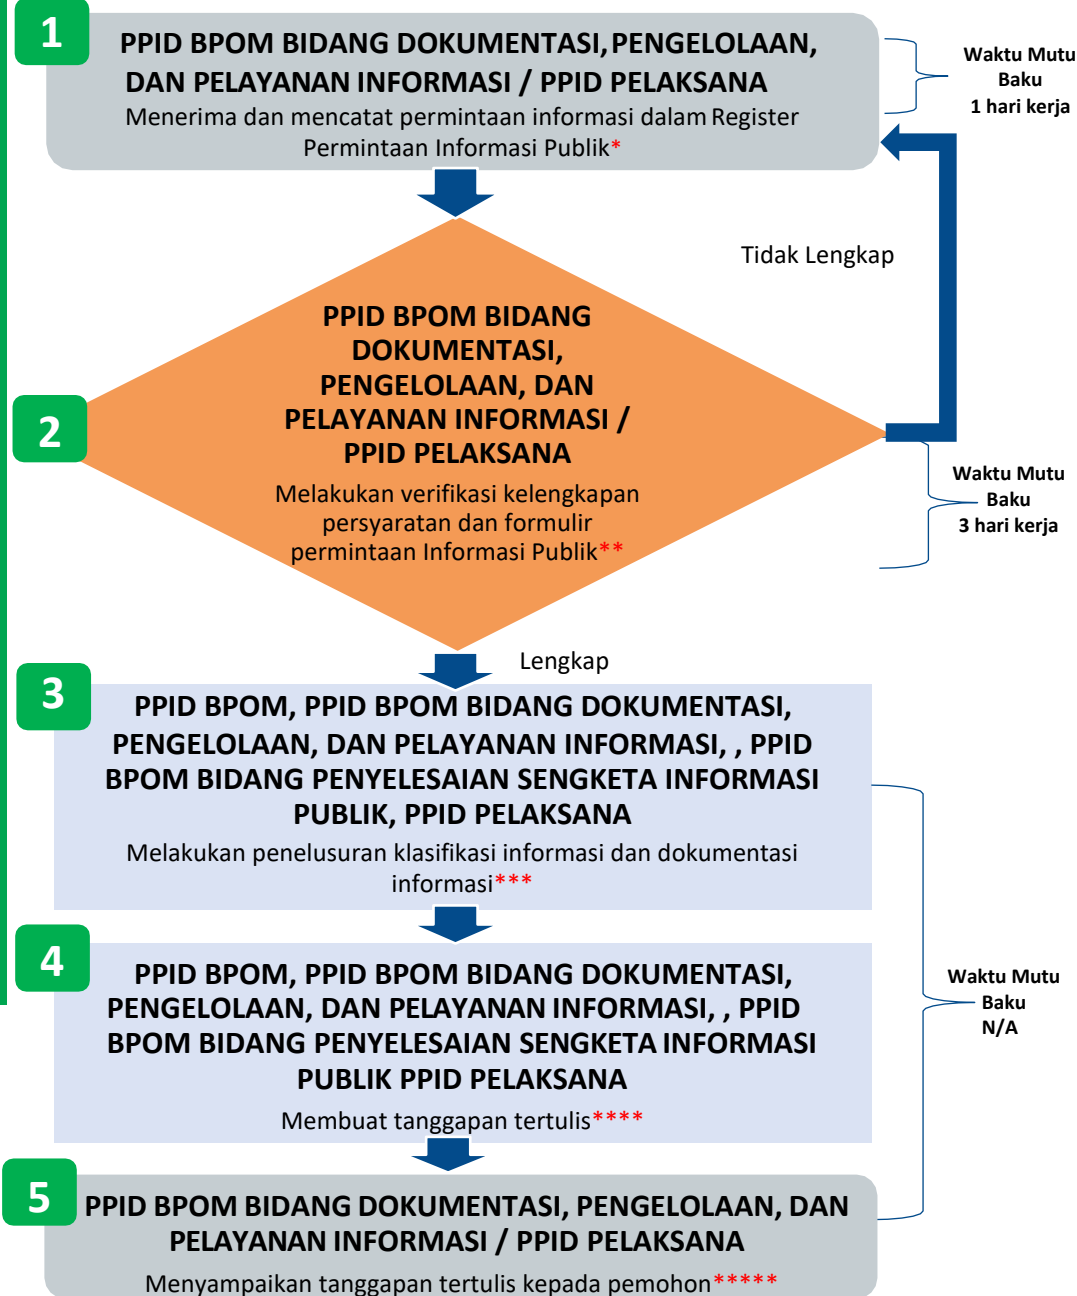 1
PPID BPOM BIDANG DOKUMENTASI, PENGELOLAAN,
DAN PELAYANAN INFORMASI / PPID PELAKSANA
Menerima dan mencatat permintaan informasi dalam Register
Permintaan Informasi Publik*
Waktu Mutu
Baku
1 hari kerja
Tidak Lengkap
2
PPID BPOM BIDANG
DOKUMENTASI,
PENGELOLAAN, DAN
PELAYANAN INFORMASI /
PPID PELAKSANA
Melakukan verifikasi kelengkapan
persyaratan dan formulir
permintaan Informasi Publik**
Waktu Mutu
Baku
3 hari kerja
Lengkap
3
PPID BPOM, PPID BPOM BIDANG DOKUMENTASI,
PENGELOLAAN, DAN PELAYANAN INFORMASI, , PPID
BPOM BIDANG PENYELESAIAN SENGKETA INFORMASI
PUBLIK, PPID PELAKSANA
Melakukan penelusuran klasifikasi informasi dan dokumentasi
informasi***
4
PPID BPOM, PPID BPOM BIDANG DOKUMENTASI,
PENGELOLAAN, DAN PELAYANAN INFORMASI, , PPID
BPOM BIDANG PENYELESAIAN SENGKETA INFORMASI
PUBLIK PPID PELAKSANA
Membuat tanggapan tertulis****
Waktu Mutu
Baku
N/A
5
PPID BPOM BIDANG DOKUMENTASI, PENGELOLAAN, DAN
PELAYANAN INFORMASI / PPID PELAKSANA
Menyampaikan tanggapan tertulis kepada pemohon*****